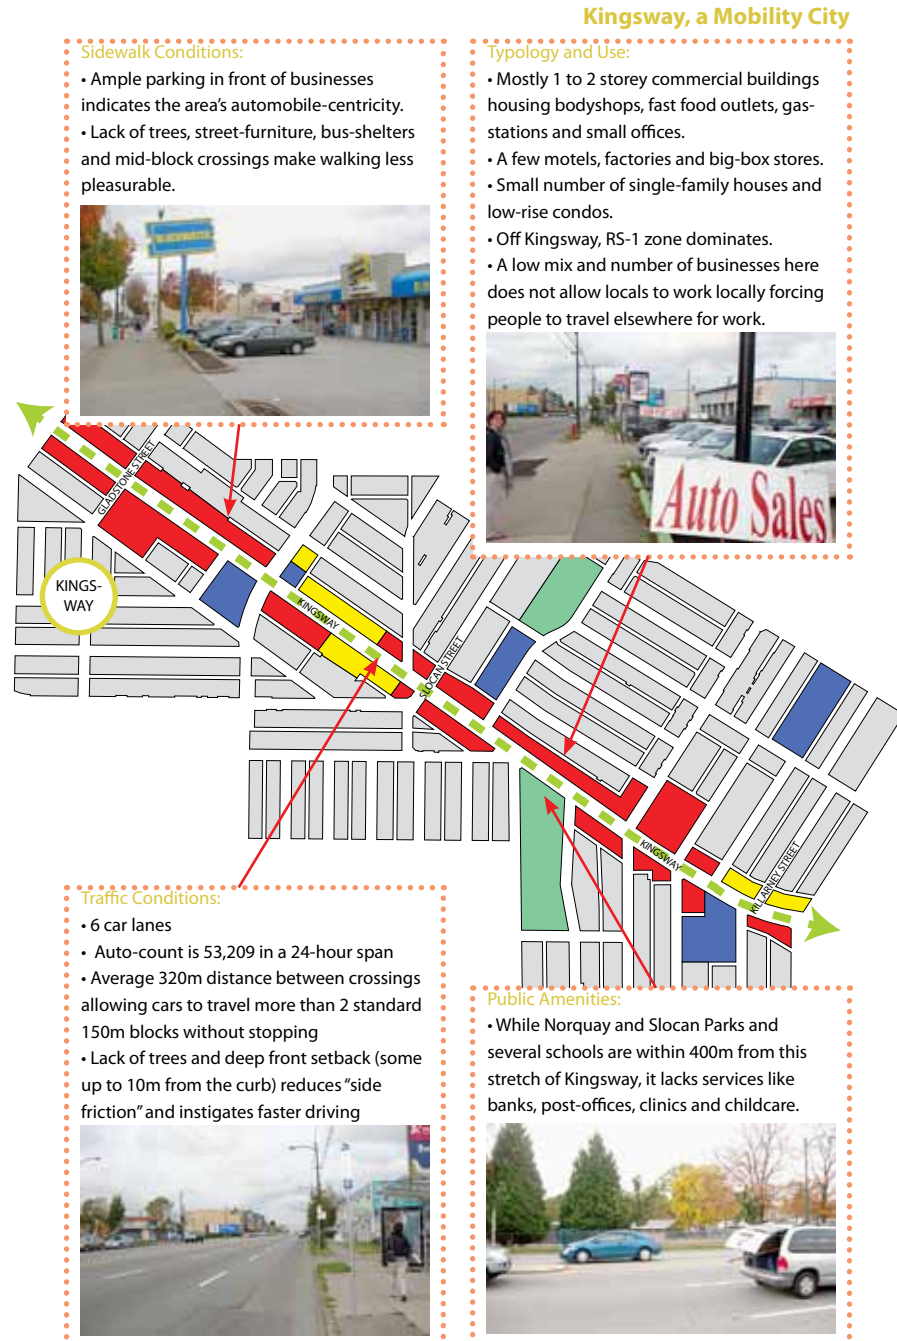 Kingsway, a Mobility City
Sidewalk Conditions:
• Ample parking in front of businesses
indicates the area's automobile-centricity.
• Lack of trees, street-furniture, bus-shelters
and mid-block crossings make walking less
pleasurable.
Typology and Use:
• Mostly 1 to 2 storey commercial buildings
housing bodyshops, fast food outlets, gas-
stations and small offices.
• A few motels, factories and big-box stores.
• Small number of single-family houses and
low-rise condos.
• Off Kingsway, RS-1 zone dominates.
• A low mix and number of businesses here
does not allow locals to work locally forcing
people to travel elsewhere for work.
Auto Sales
GLADSTONE STREET
KINGS-
WAY
KINGSWAY
SLOCAN STREET
KINGSWAY
KILLARNEY STREET
Traffic Conditions:
• 6 car lanes
• Auto-count is 53,209 in a 24-hour span
• Average 320m distance between crossings
allowing cars to travel more than 2 standard
150m blocks without stopping
• Lack of trees and deep front setback (some
up to 10m from the curb) reduces “side
friction” and instigates faster driving
Public Amenities:
• While Norquay and Slocan Parks and
several schools are within 400m from this
stretch of Kingsway, it lacks services like
banks, post-offices, clinics and childcare.